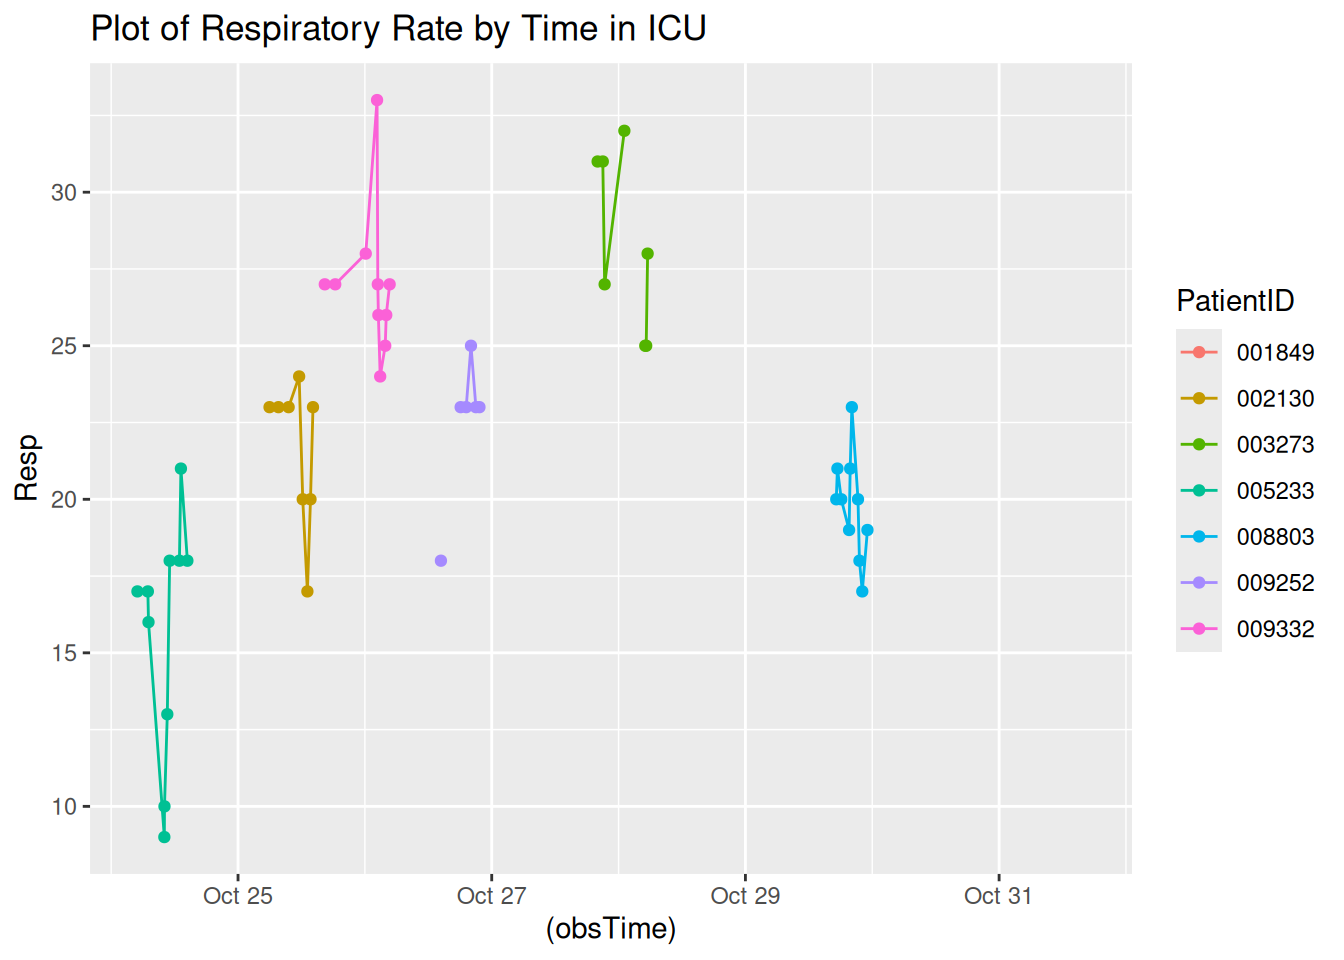 Plot of Respiratory Rate by Time in ICU
30
25
20
15
10
Resp
Oct 25
Oct 27
Oct 29
Oct 31
(obsTime)
PatientID
001849
002130
003273
005233
008803
009252
009332